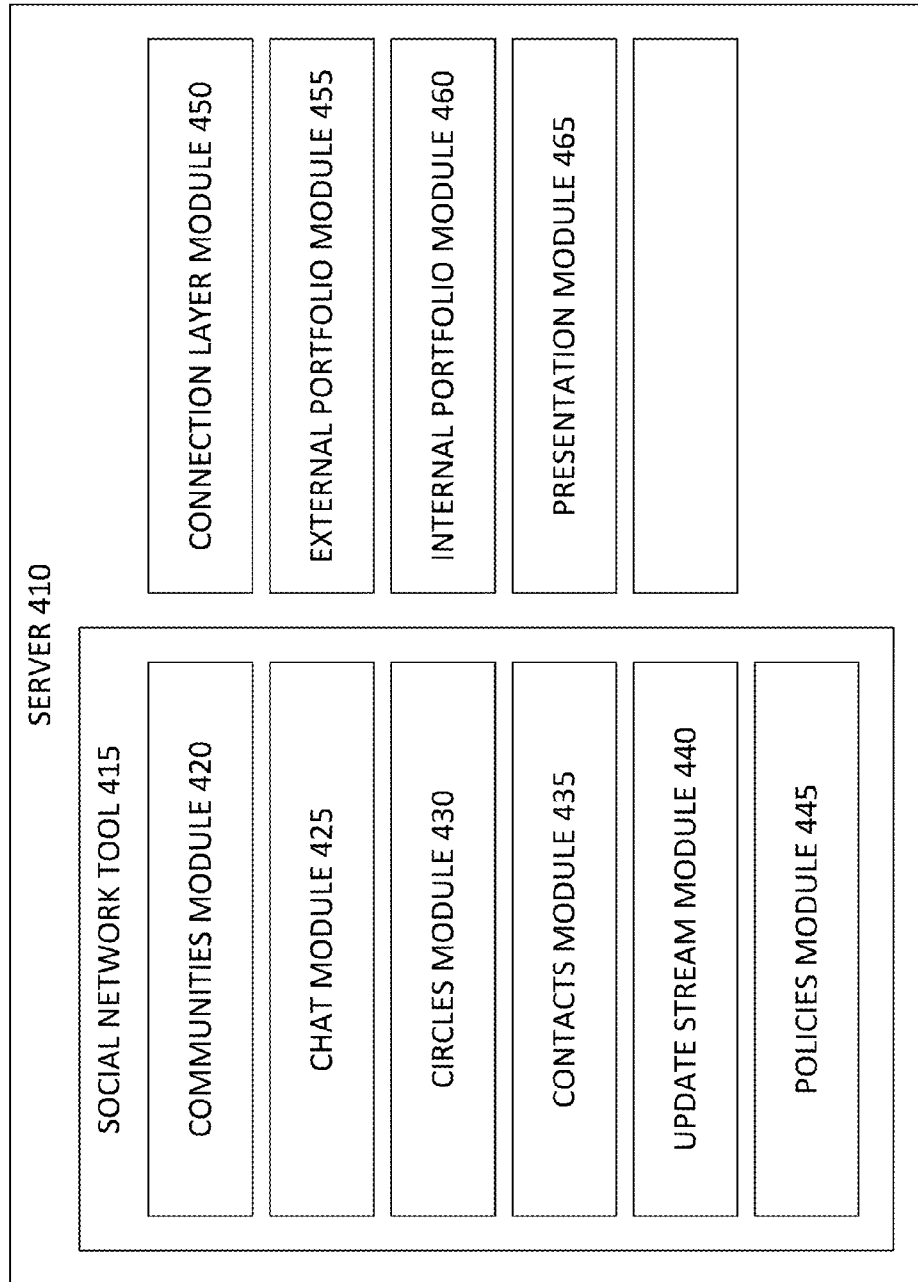 SERVER 410
SOCIAL NETWORK TOOL 415
COMMUNITIES MODULE 420
CHAT MODULE 425
CIRCLES MODULE 430
CONTACTS MODULE 435
UPDATE STREAM MODULE 440
POLICIES MODULE 445
CONNECTION LAYER MODULE 450
EXTERNAL PORTFOLIO MODULE 455
INTERNAL PORTFOLIO MODULE 460
PRESENTATION MODULE 465